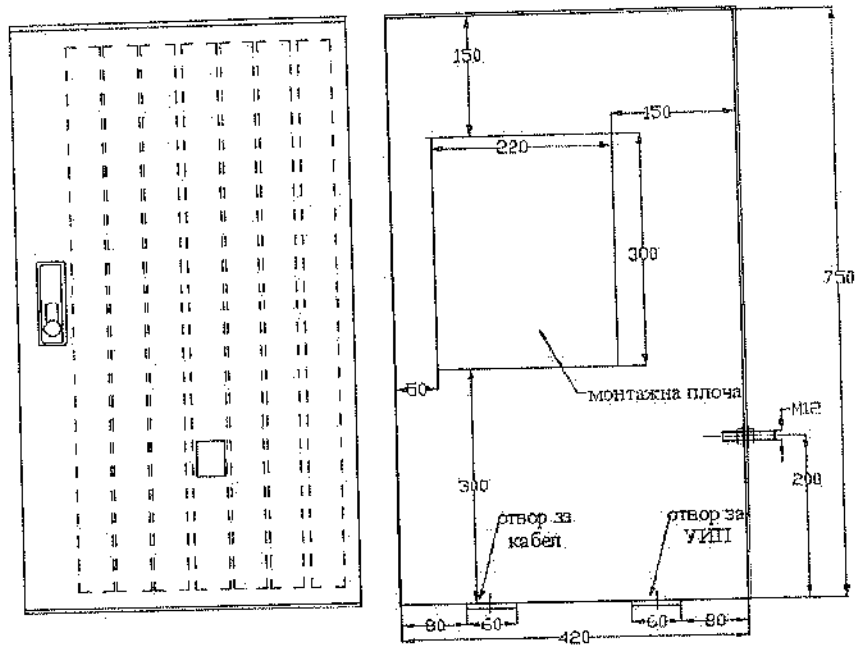 150
150
220
300
750
50
монтажна плоча
M12
300
200
отвор за
кабел
отвор за
УИП
80
60
60
80
420